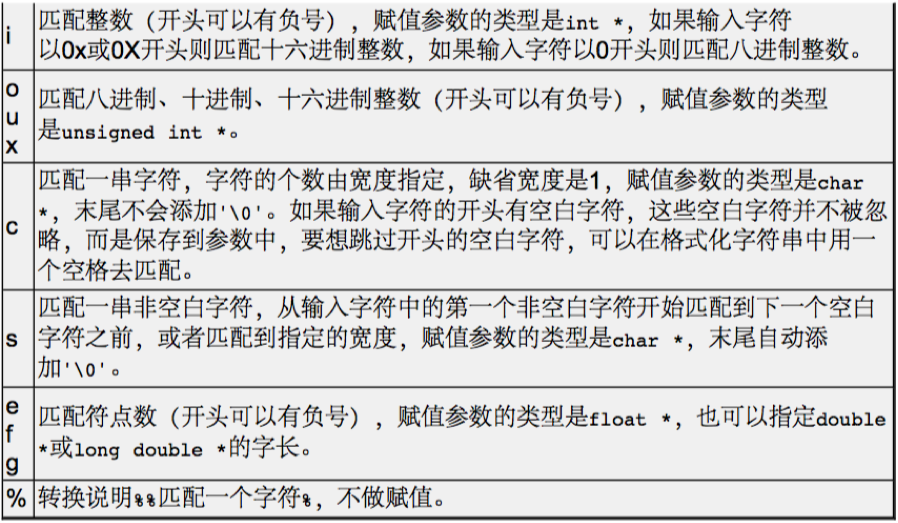 i 匹配整数（开头可以有负号），赋值参数的类型是int *，如果输入字符
以0x或0X开头则匹配十六进制整数，如果输入字符以0开头则匹配八进制整数。
o
u
x
匹配八进制、十进制、十六进制整数（开头可以有负号），赋值参数的类型
是unsigned int *。
c
匹配一串字符，字符的个数由宽度指定，缺省宽度是1，赋值参数的类型是char
*，末尾不会添加'\0'。如果输入字符的开头有空白字符，这些空白字符并不被忽
略，而是保存到参数中，要想跳过开头的空白字符，可以在格式化字符串中用一
个空格去匹配。
s
匹配一串非空白字符，从输入字符中的第一个非空白字符开始匹配到下一个空白
字符之前，或者匹配到指定的宽度，赋值参数的类型是char *，末尾自动添
加'\0'。
e
f
g
匹配符点数（开头可以有负号），赋值参数的类型是float *，也可以指定double
*或long double *的字长。
% 转换说明%%匹配一个字符%，不做赋值。